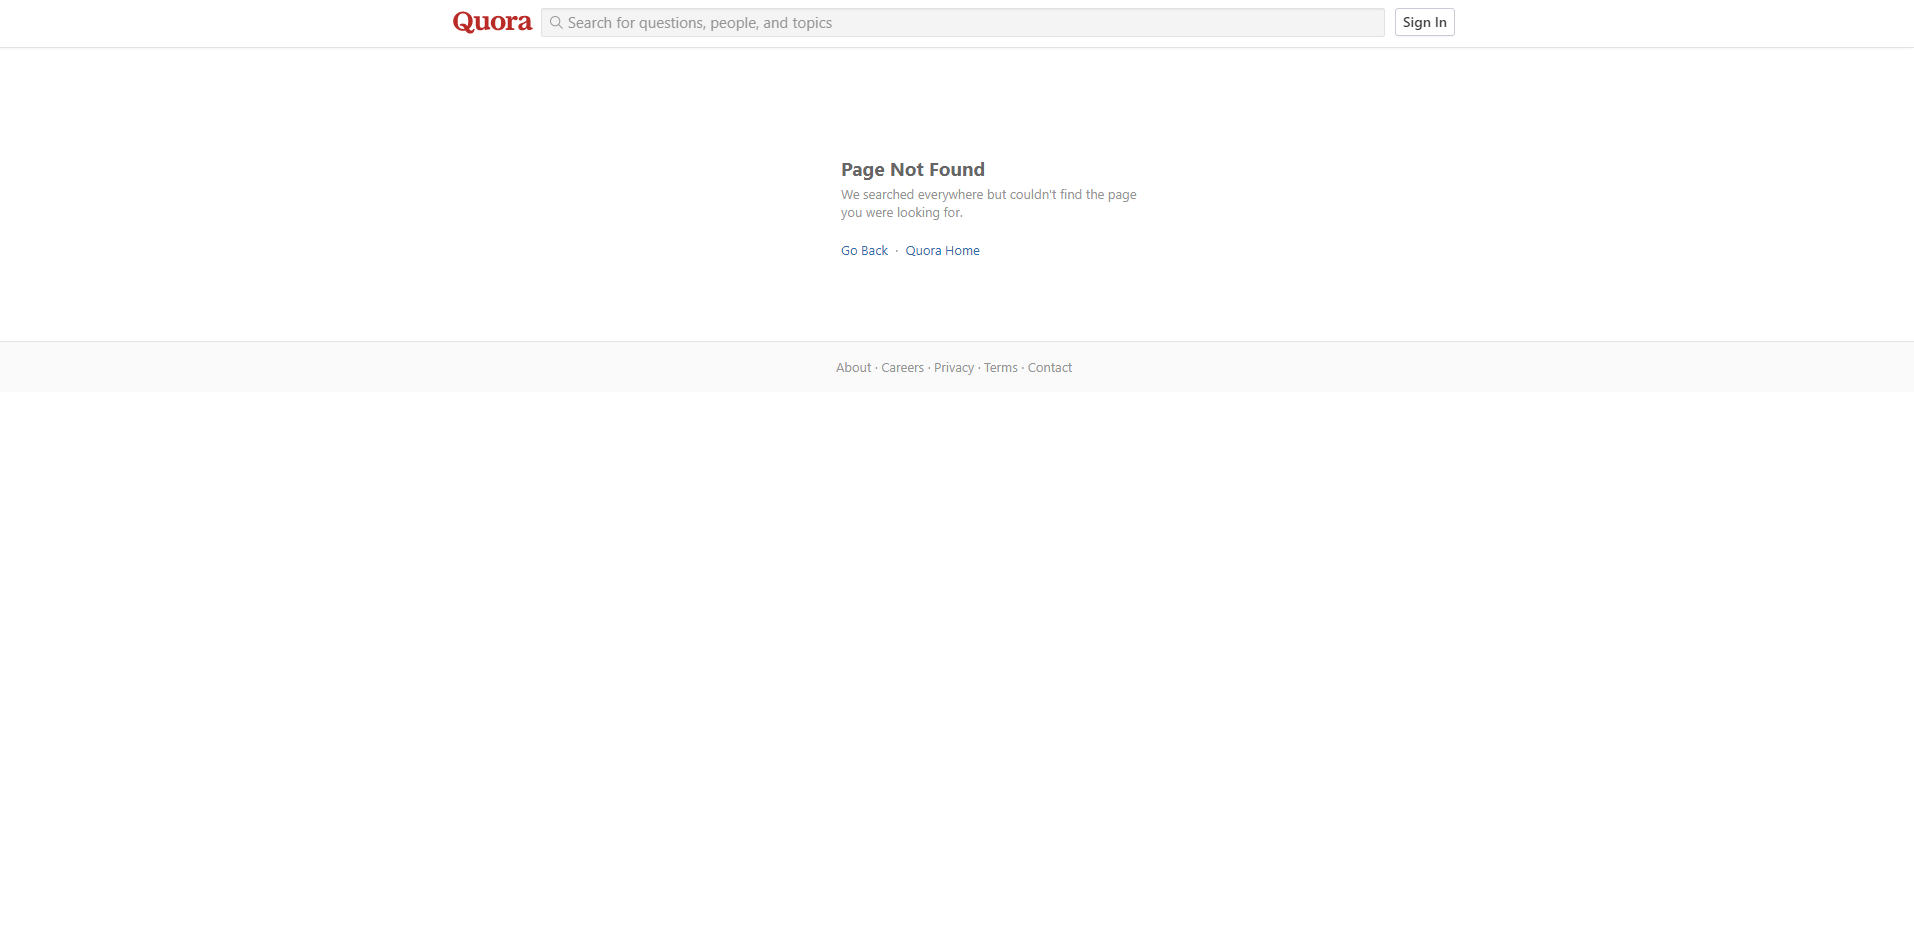 Quora
Search for questions, people, and topics
Sign In
Page Not Found
We searched everywhere but couldn't find the page
you were looking for.
Go Back · Quora Home
About · Careers · Privacy · Terms · Contact